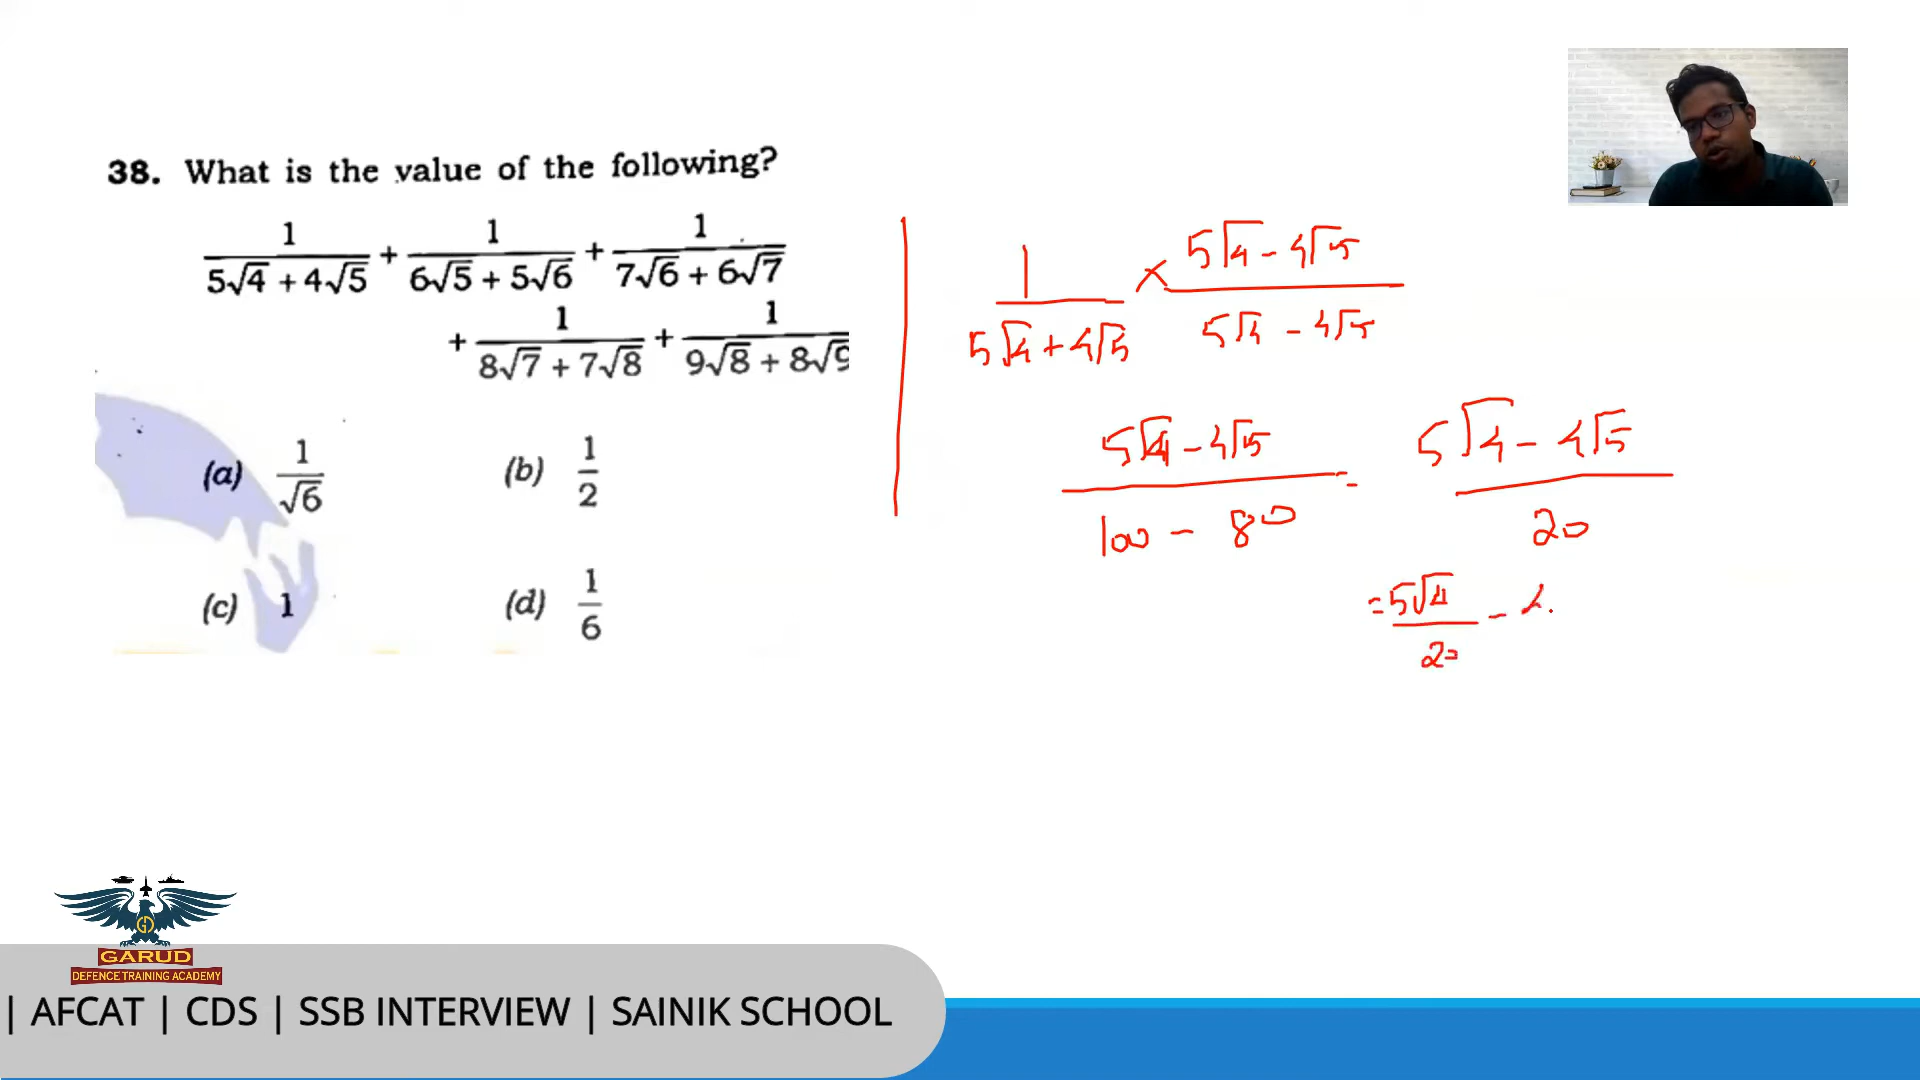 38. What is the value of the following?
1/(5√4 + 4√5) + 1/(6√5 + 5√6) + 1/(7√6 + 6√7)
+ 1/(8√7 + 7√8) + 1/(9√8 + 8√9
(a) 1/√6 (b) 1/2
(c) 1 (d) 1/6
1/(5√4 + 4√5) × (5√4 - 4√5)/(5√4 - 4√5)
(5√4 - 4√5)/(100 - 80) = (5√4 - 4√5)/20
= 5√4/20 - 4
GARUD
DEFENCE TRAINING ACADEMY
| AFCAT | CDS | SSB INTERVIEW | SAINIK SCHOOL